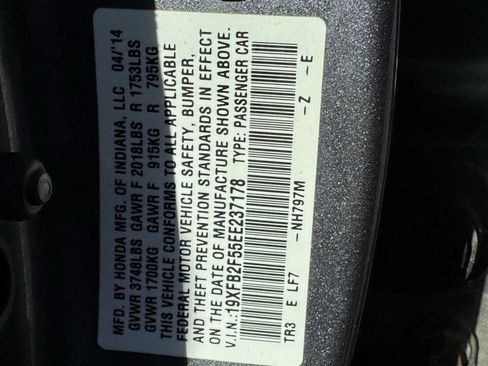 MFD. BY HONDA MFG. OF INDIANA, LLC 04/'14
GVWR 3748LBS GAWR F 2018LBS R 1753LBS
GVWR 1700KG GAWR F 915KG R 795KG
THIS VEHICLE CONFORMS TO ALL APPLICABLE
FEDERAL MOTOR VEHICLE SAFETY, BUMPER,
AND THEFT PREVENTION STANDARDS IN EFFECT
ON THE DATE OF MANUFACTURE SHOWN ABOVE.
V.I.N.: 19XFB2F55EE237178 TYPE: PASSENGER CAR
TR3 E LF7 -NH797M -Z -E